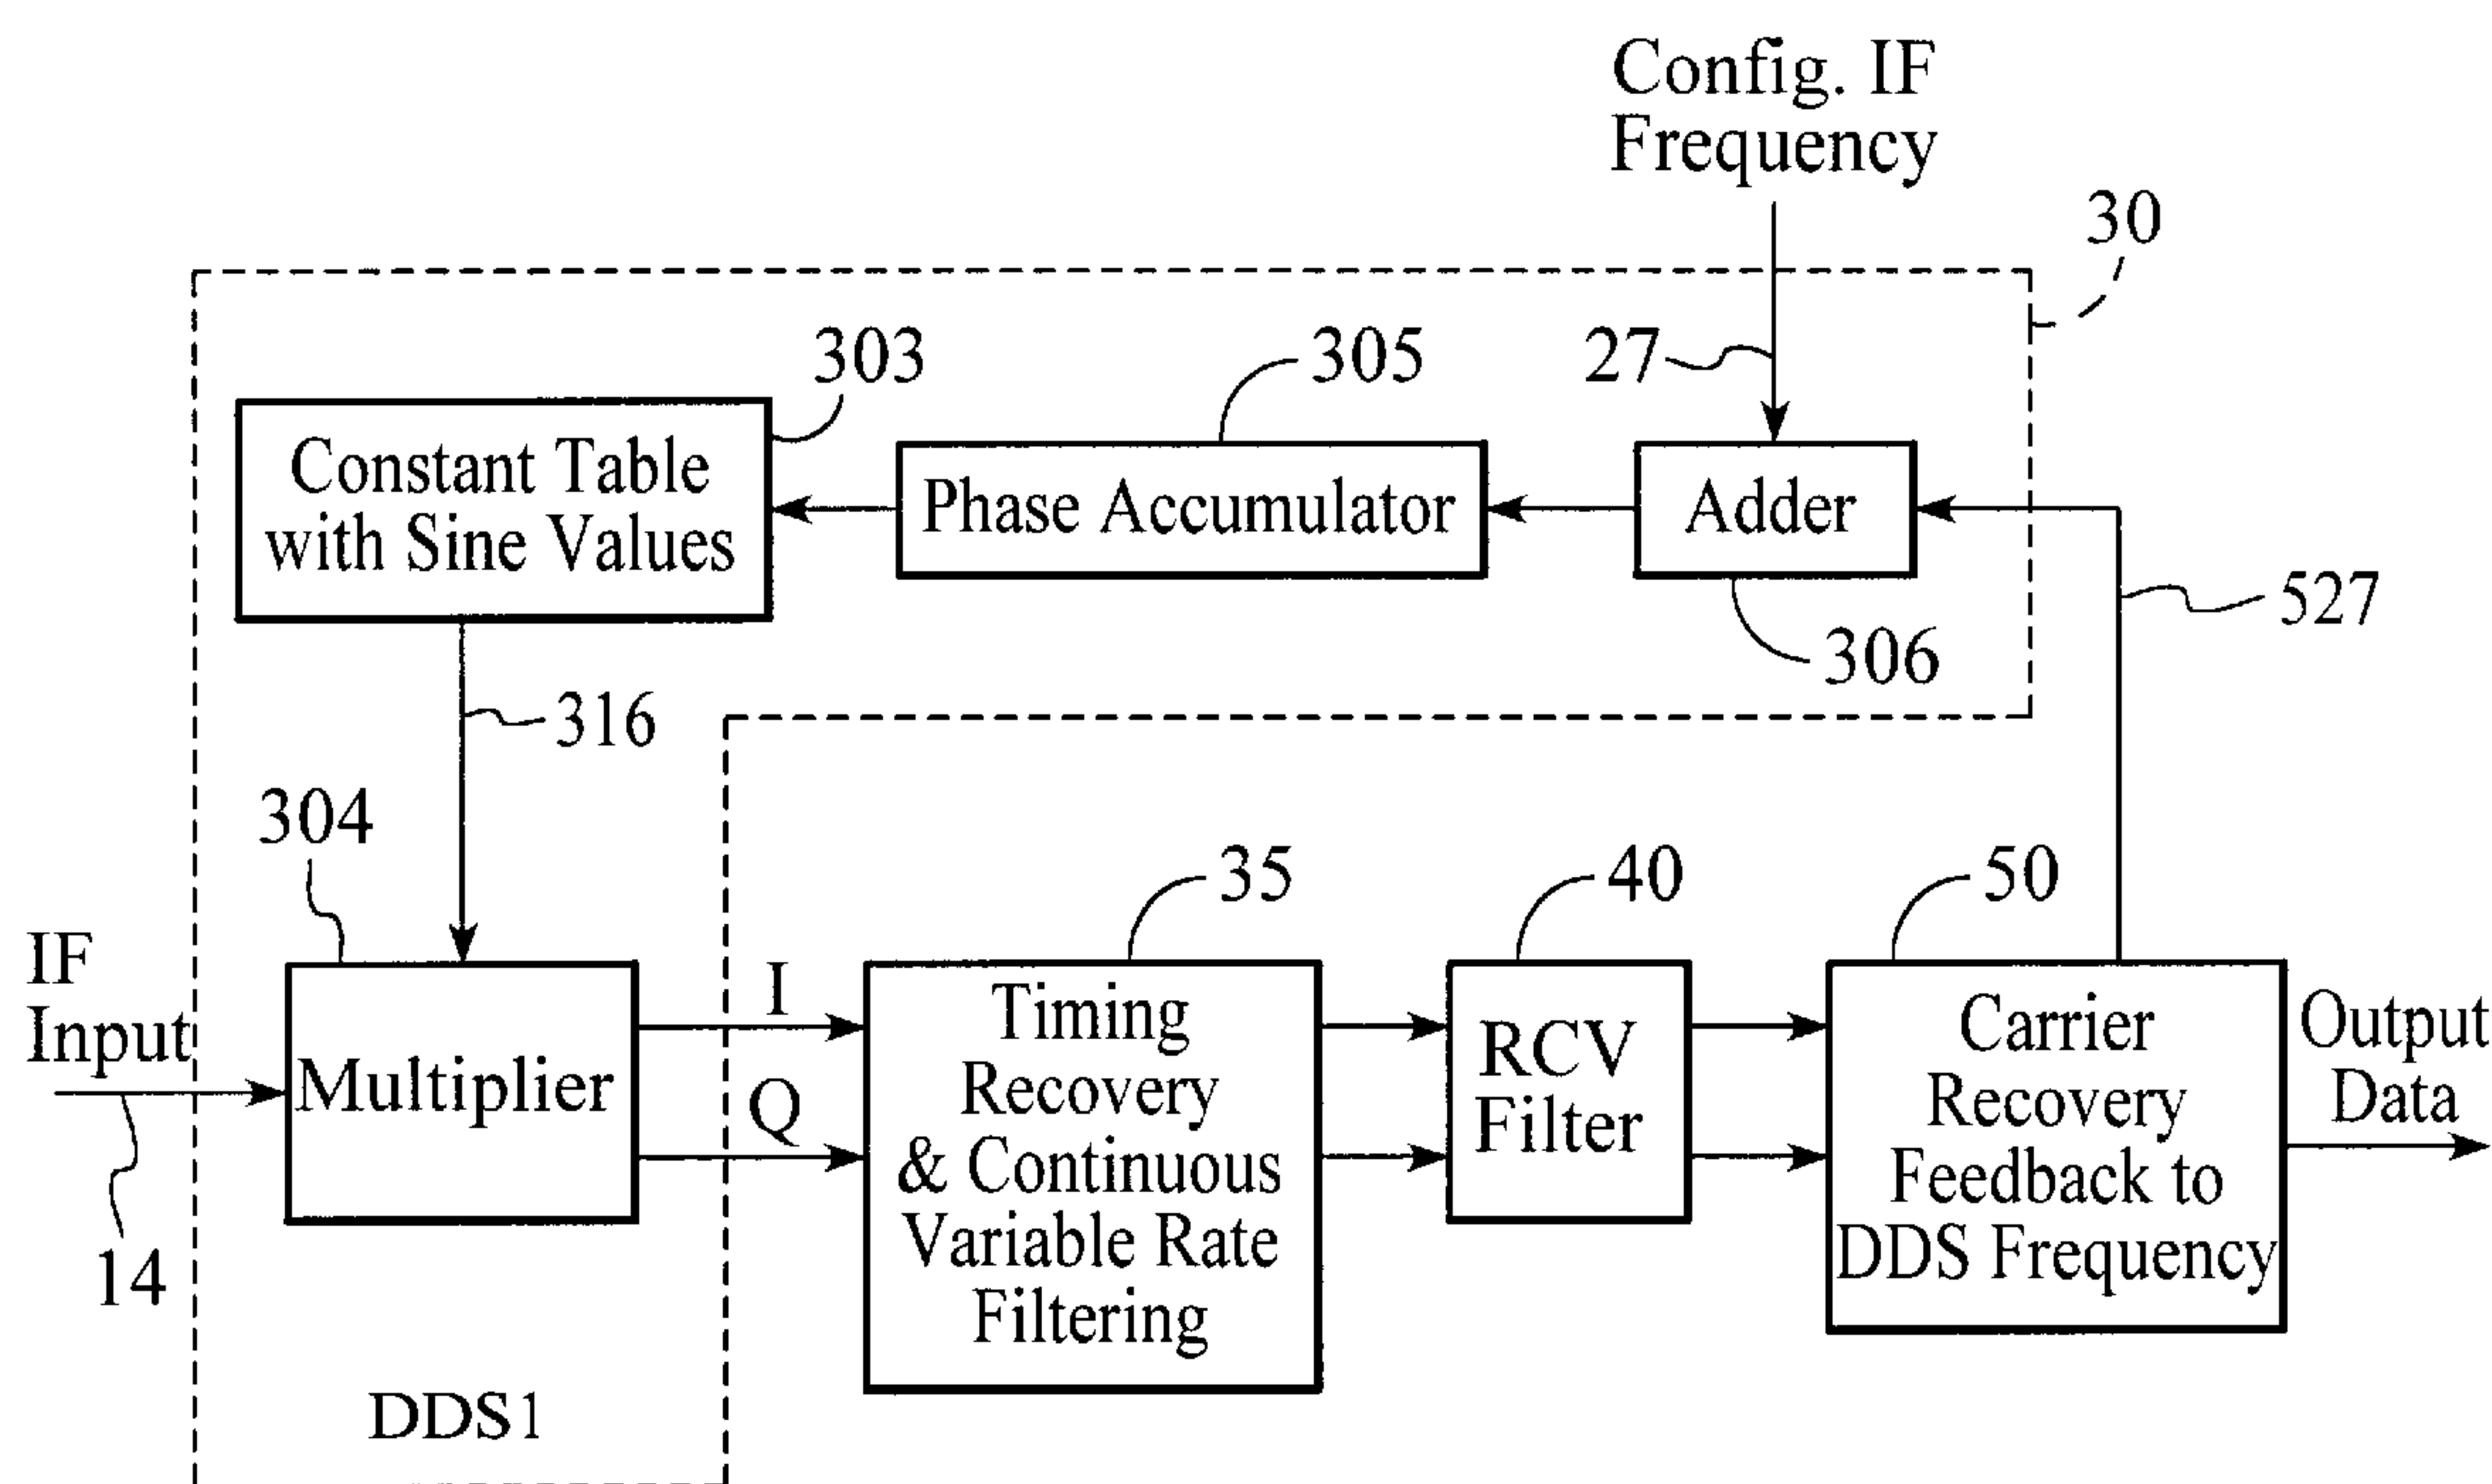 Config. IF
Frequency
30
303
305
27
Constant Table
with Sine Values
Phase Accumulator
Adder
527
306
316
304
35
40
50
IF
Input
I
Q
Multiplier
Timing
Recovery
& Continuous
Variable Rate
Filtering
RCV
Filter
Carrier
Recovery
Feedback to
DDS Frequency
Output
Data
14
DDS1